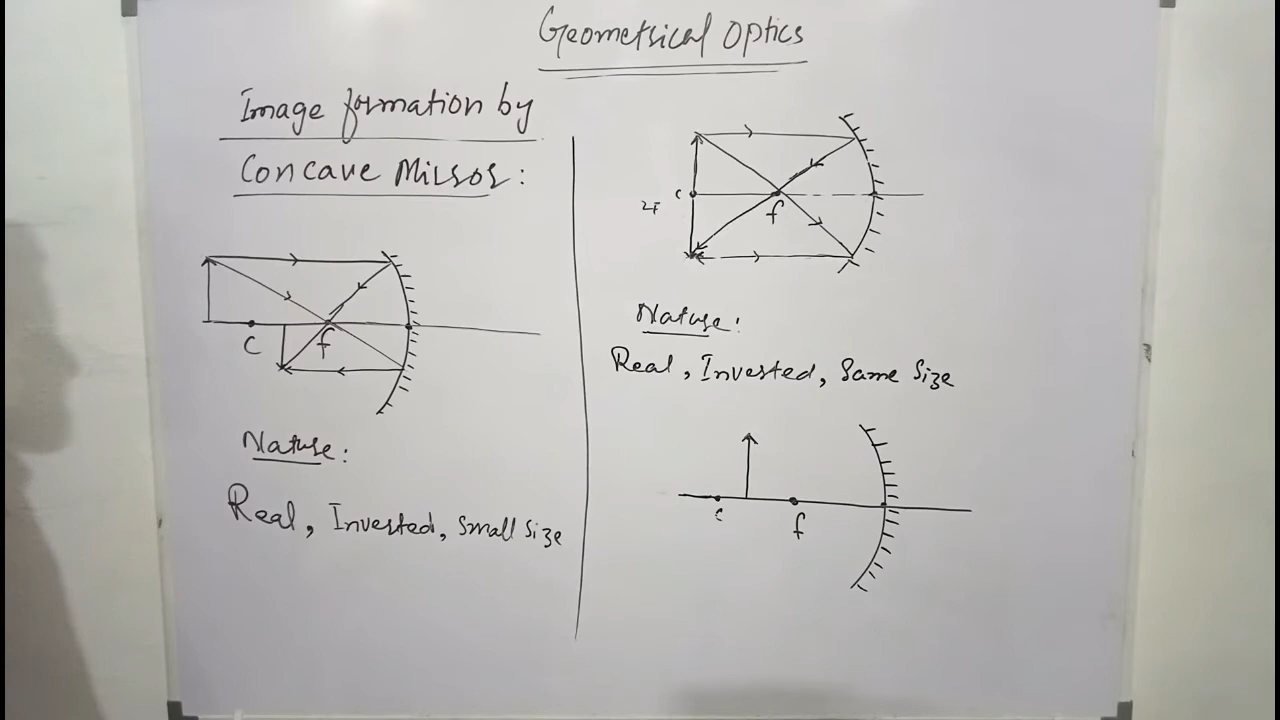 Geometrical Optics
Image formation by
Concave Mirror:
C
f
Nature:
Real, Inverted, Small Size
2F
C
f
Nature:
Real, Inverted, Same Size
C
f